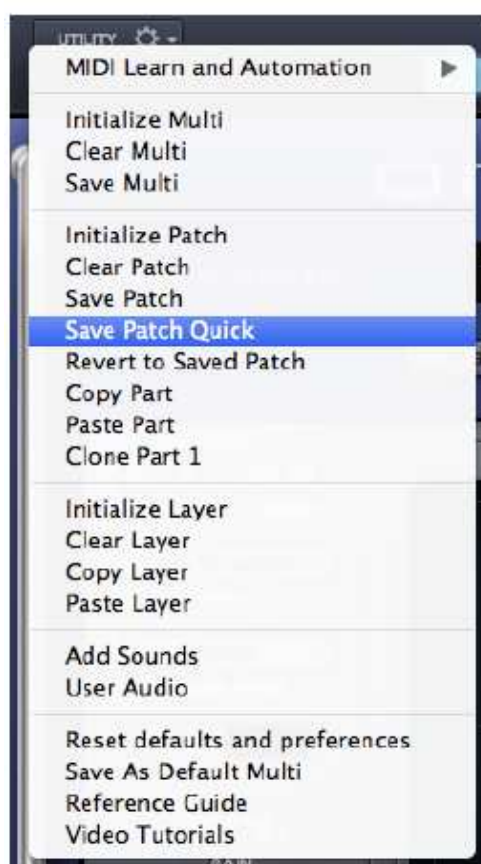 UTILITY
MIDI Learn and Automation
Initialize Multi
Clear Multi
Save Multi
Initialize Patch
Clear Patch
Save Patch
Save Patch Quick
Revert to Saved Patch
Copy Part
Paste Part
Clone Part 1
Initialize Layer
Clear Layer
Copy Layer
Paste Layer
Add Sounds
User Audio
Reset defaults and preferences
Save As Default Multi
Reference Guide
Video Tutorials